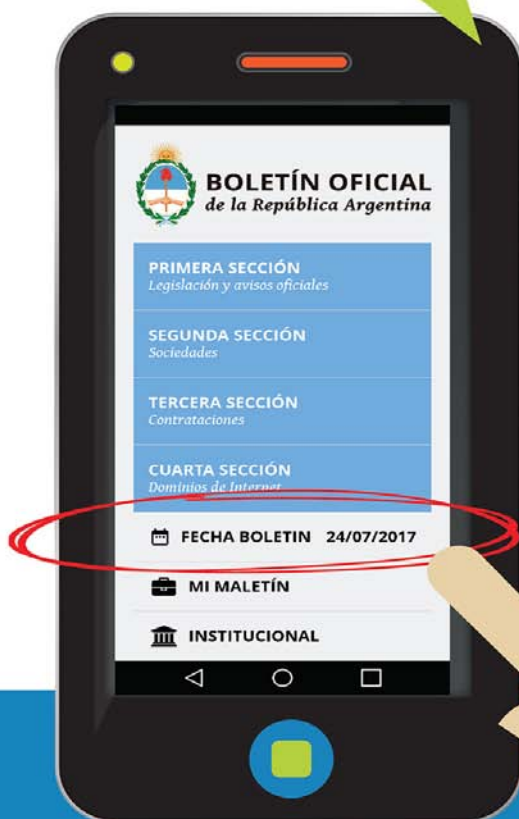 BOLETÍN OFICIAL
de la República Argentina
PRIMERA SECCIÓN
Legislación y avisos oficiales
SEGUNDA SECCIÓN
Sociedades
TERCERA SECCIÓN
Contrataciones
CUARTA SECCIÓN
Dominios de Internet
FECHA BOLETIN 24/07/2017
MI MALETÍN
INSTITUCIONAL